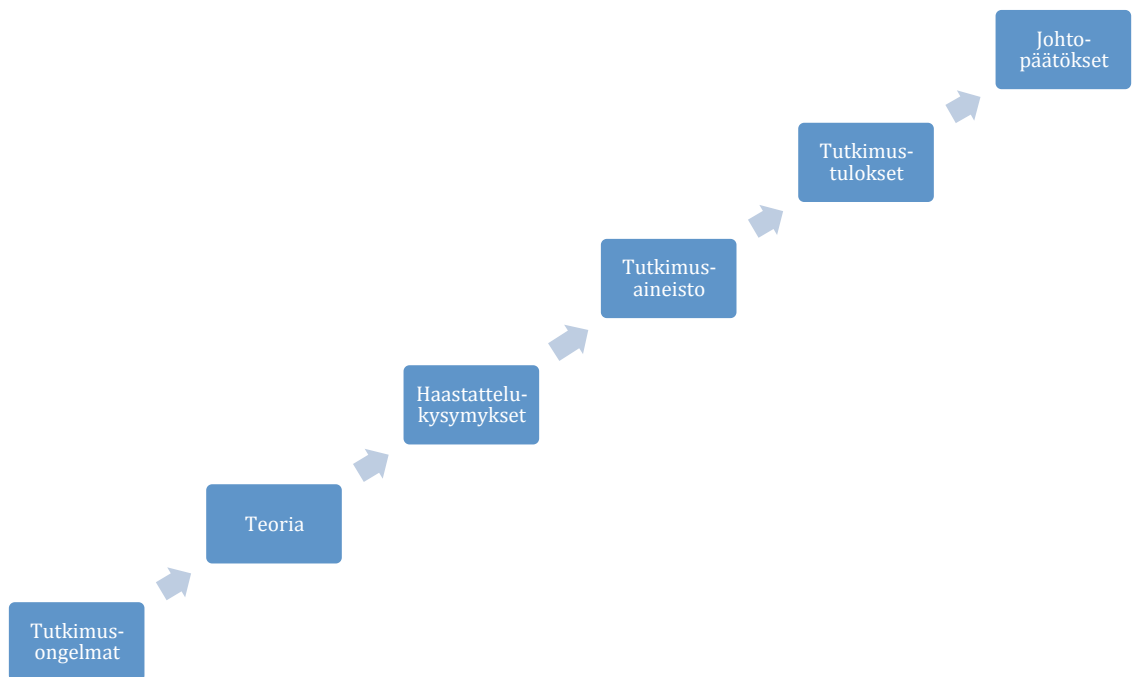 Johto-
päätökset
Tutkimus-
tulokset
Tutkimus-
aineisto
Haastattelu-
kysymykset
Teoria
Tutkimus-
ongelmat